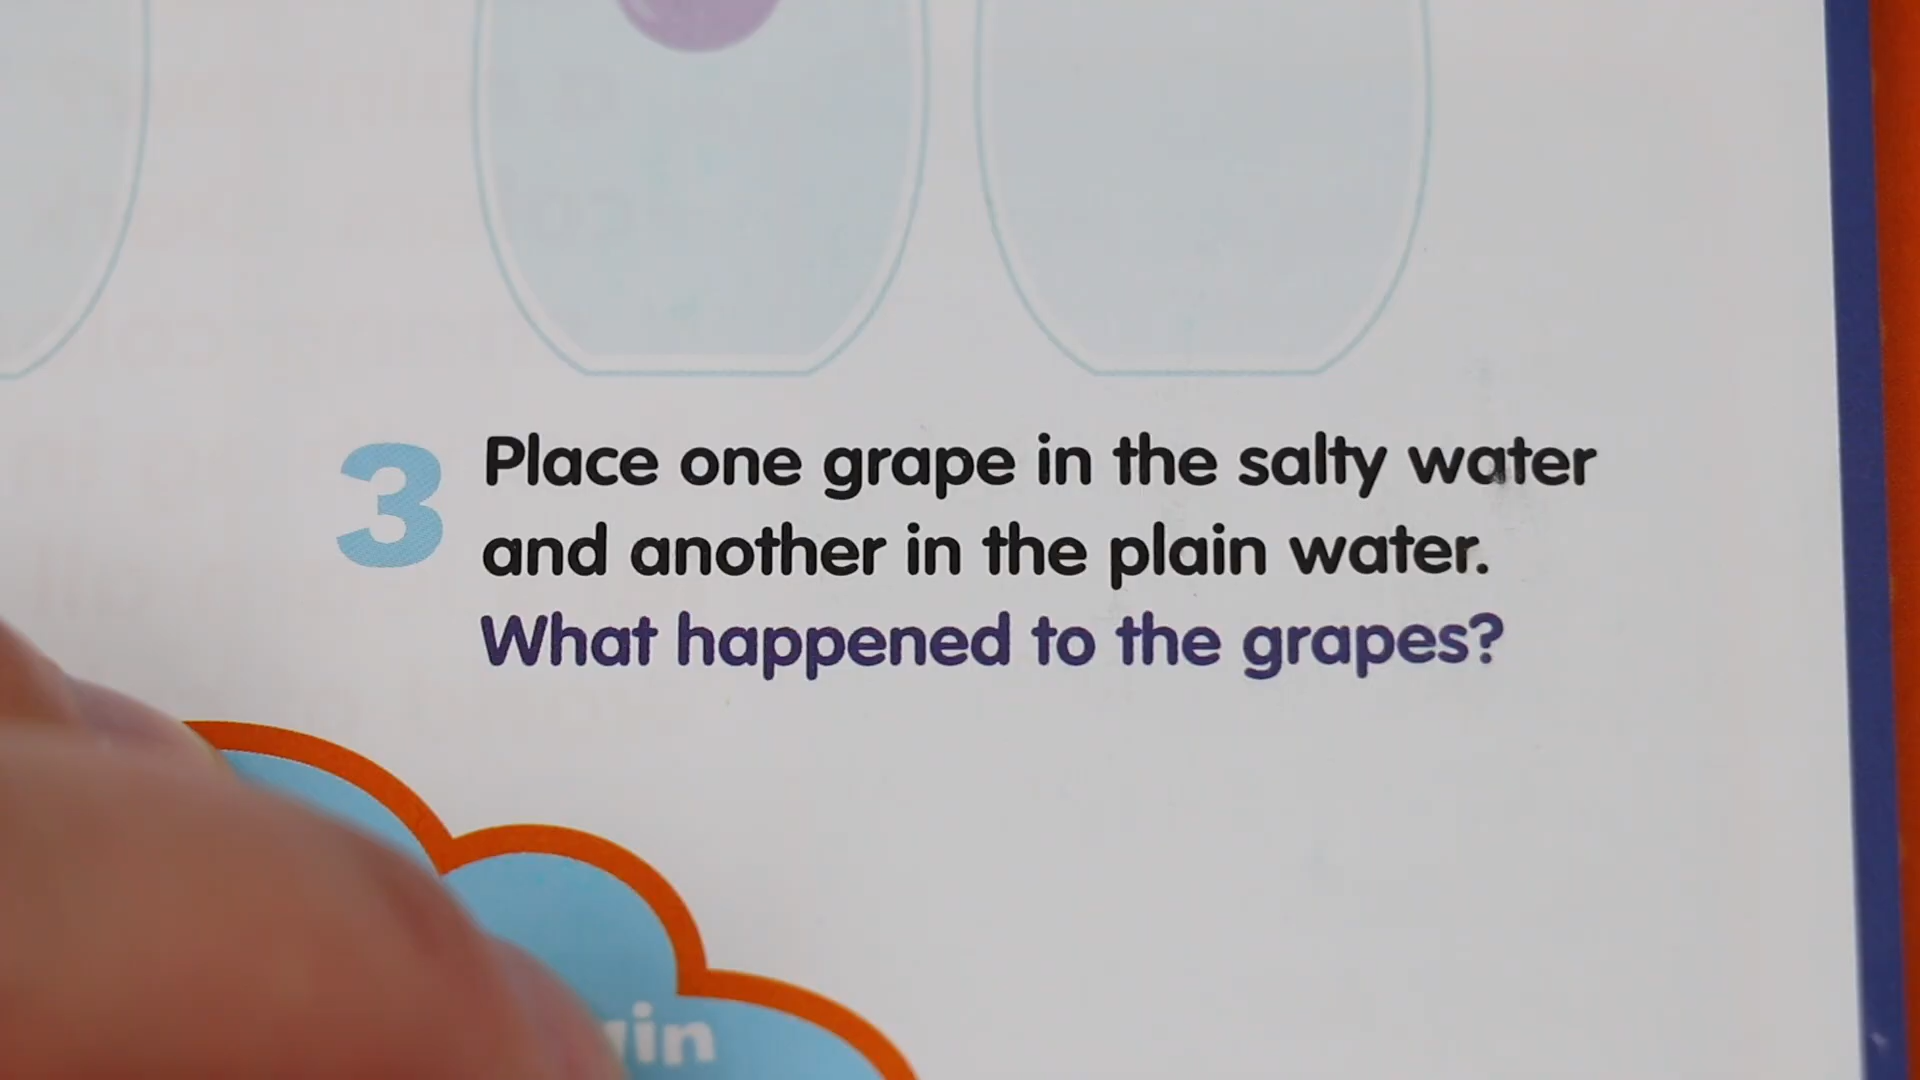 3 Place one grape in the salty water
and another in the plain water.
What happened to the grapes?